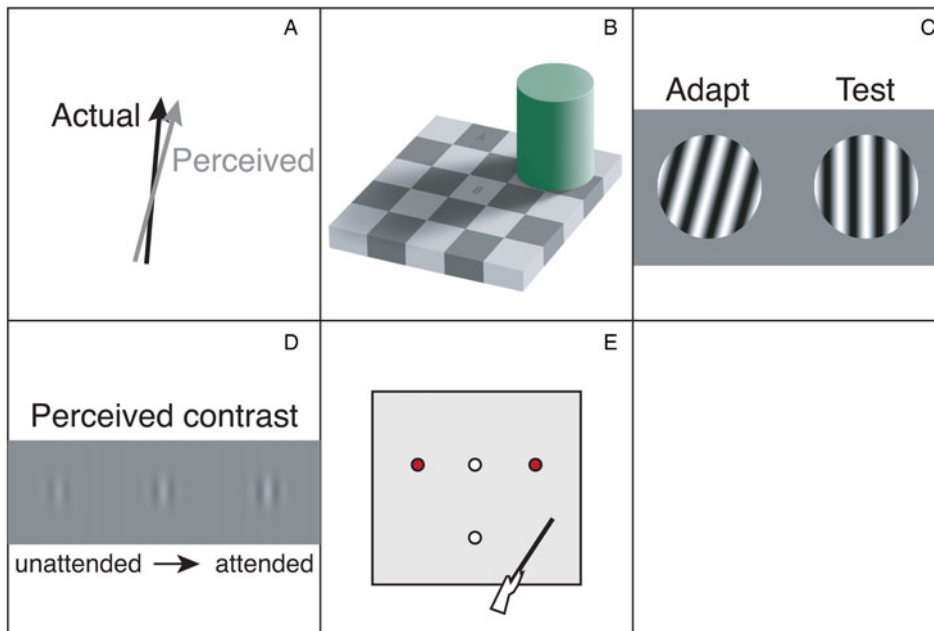 A
Actual
Perceived
B
A
B
C
Adapt Test
D
Perceived contrast
unattended → attended
E